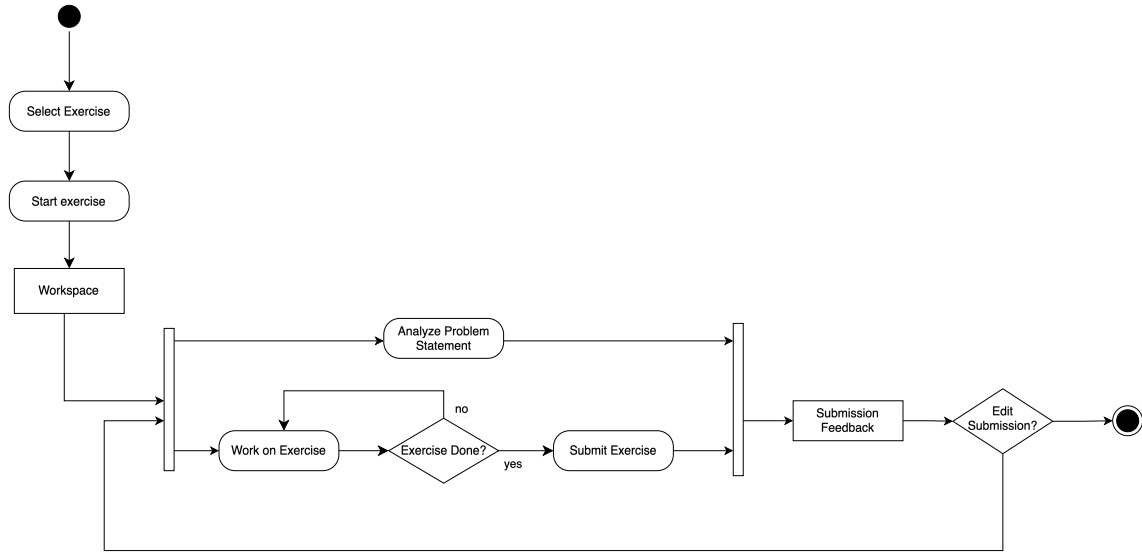 Select Exercise
Start exercise
Workspace
Analyze Problem
Statement
no
Work on Exercise
Exercise Done?
yes
Submit Exercise
Submission
Feedback
Edit
Submission?